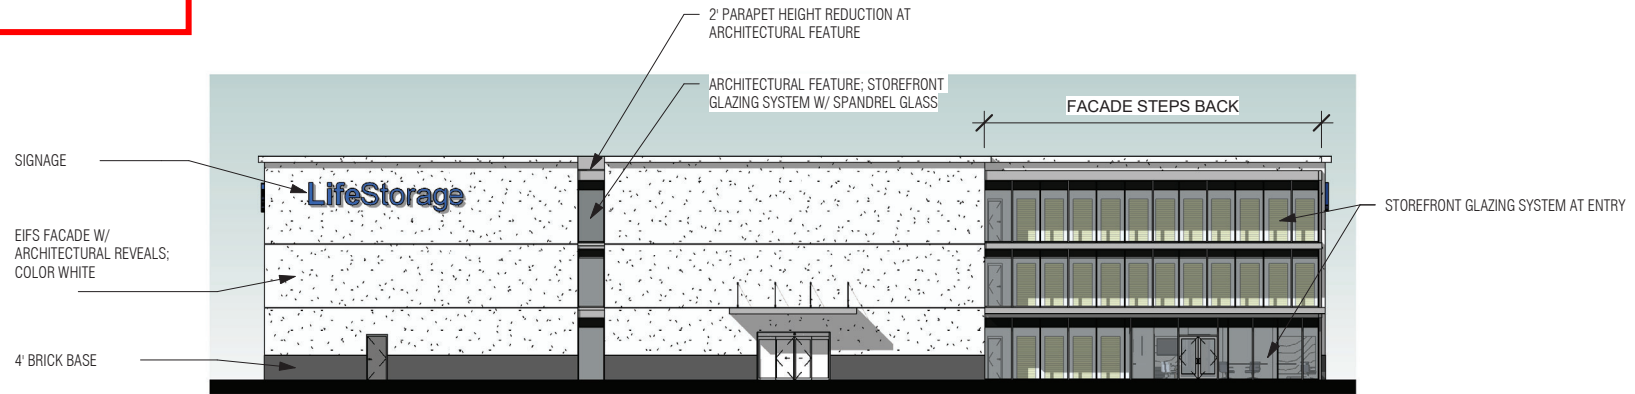 2' PARAPET HEIGHT REDUCTION AT
ARCHITECTURAL FEATURE
ARCHITECTURAL FEATURE; STOREFRONT
GLAZING SYSTEM W/ SPANDREL GLASS
FACADE STEPS BACK
SIGNAGE
LifeStorage
STOREFRONT GLAZING SYSTEM AT ENTRY
EIFS FACADE W/
ARCHITECTURAL REVEALS;
COLOR WHITE
4' BRICK BASE